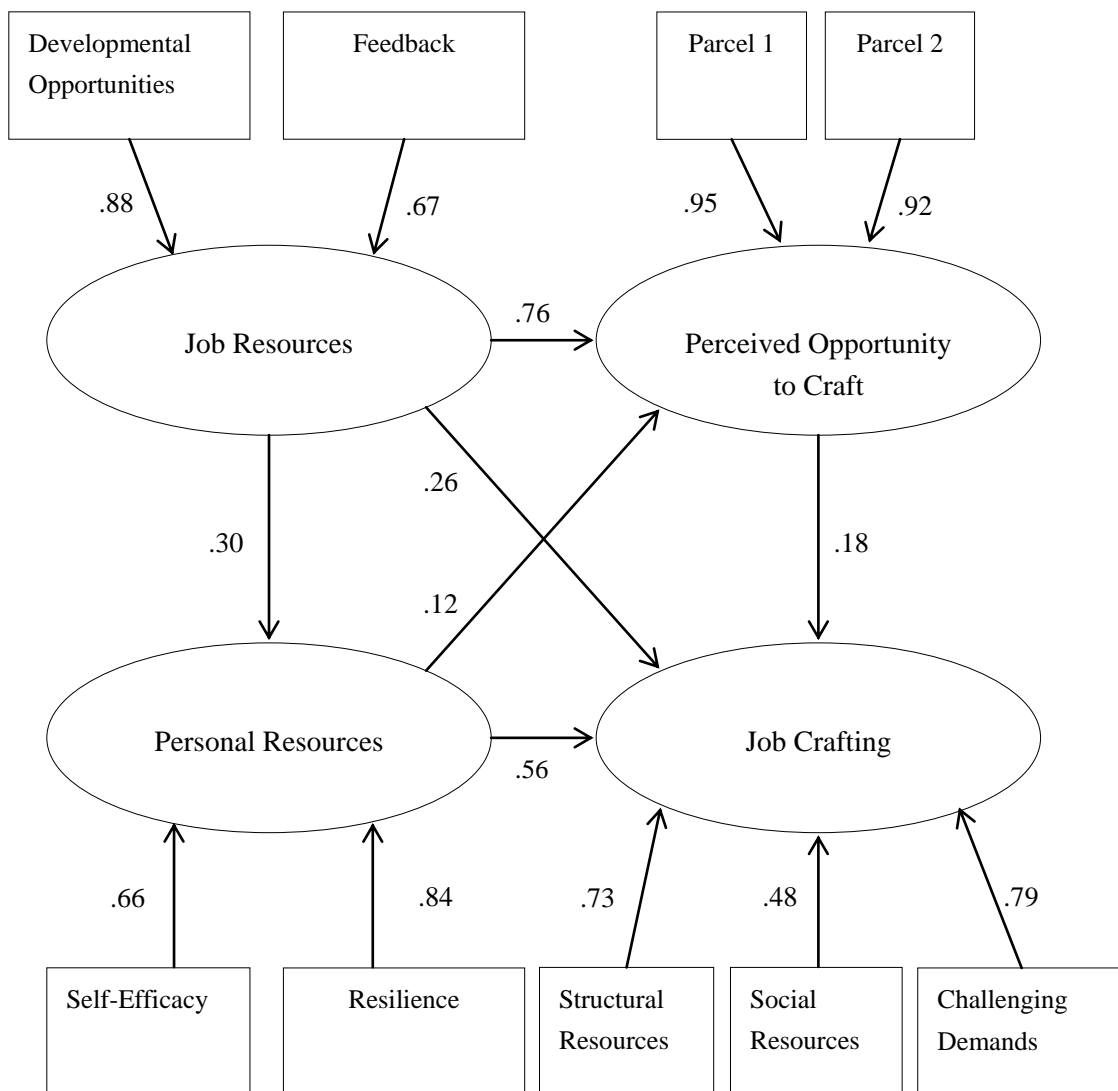 Developmental
Opportunities
Feedback
Parcel 1
Parcel 2
.88
.67
.95
.92
Job Resources
.76
Perceived Opportunity
to Craft
.26
.30
.12
.18
Personal Resources
.56
Job Crafting
.66
.84
.73
.48
.79
Self-Efficacy
Resilience
Structural
Resources
Social
Resources
Challenging
Demands